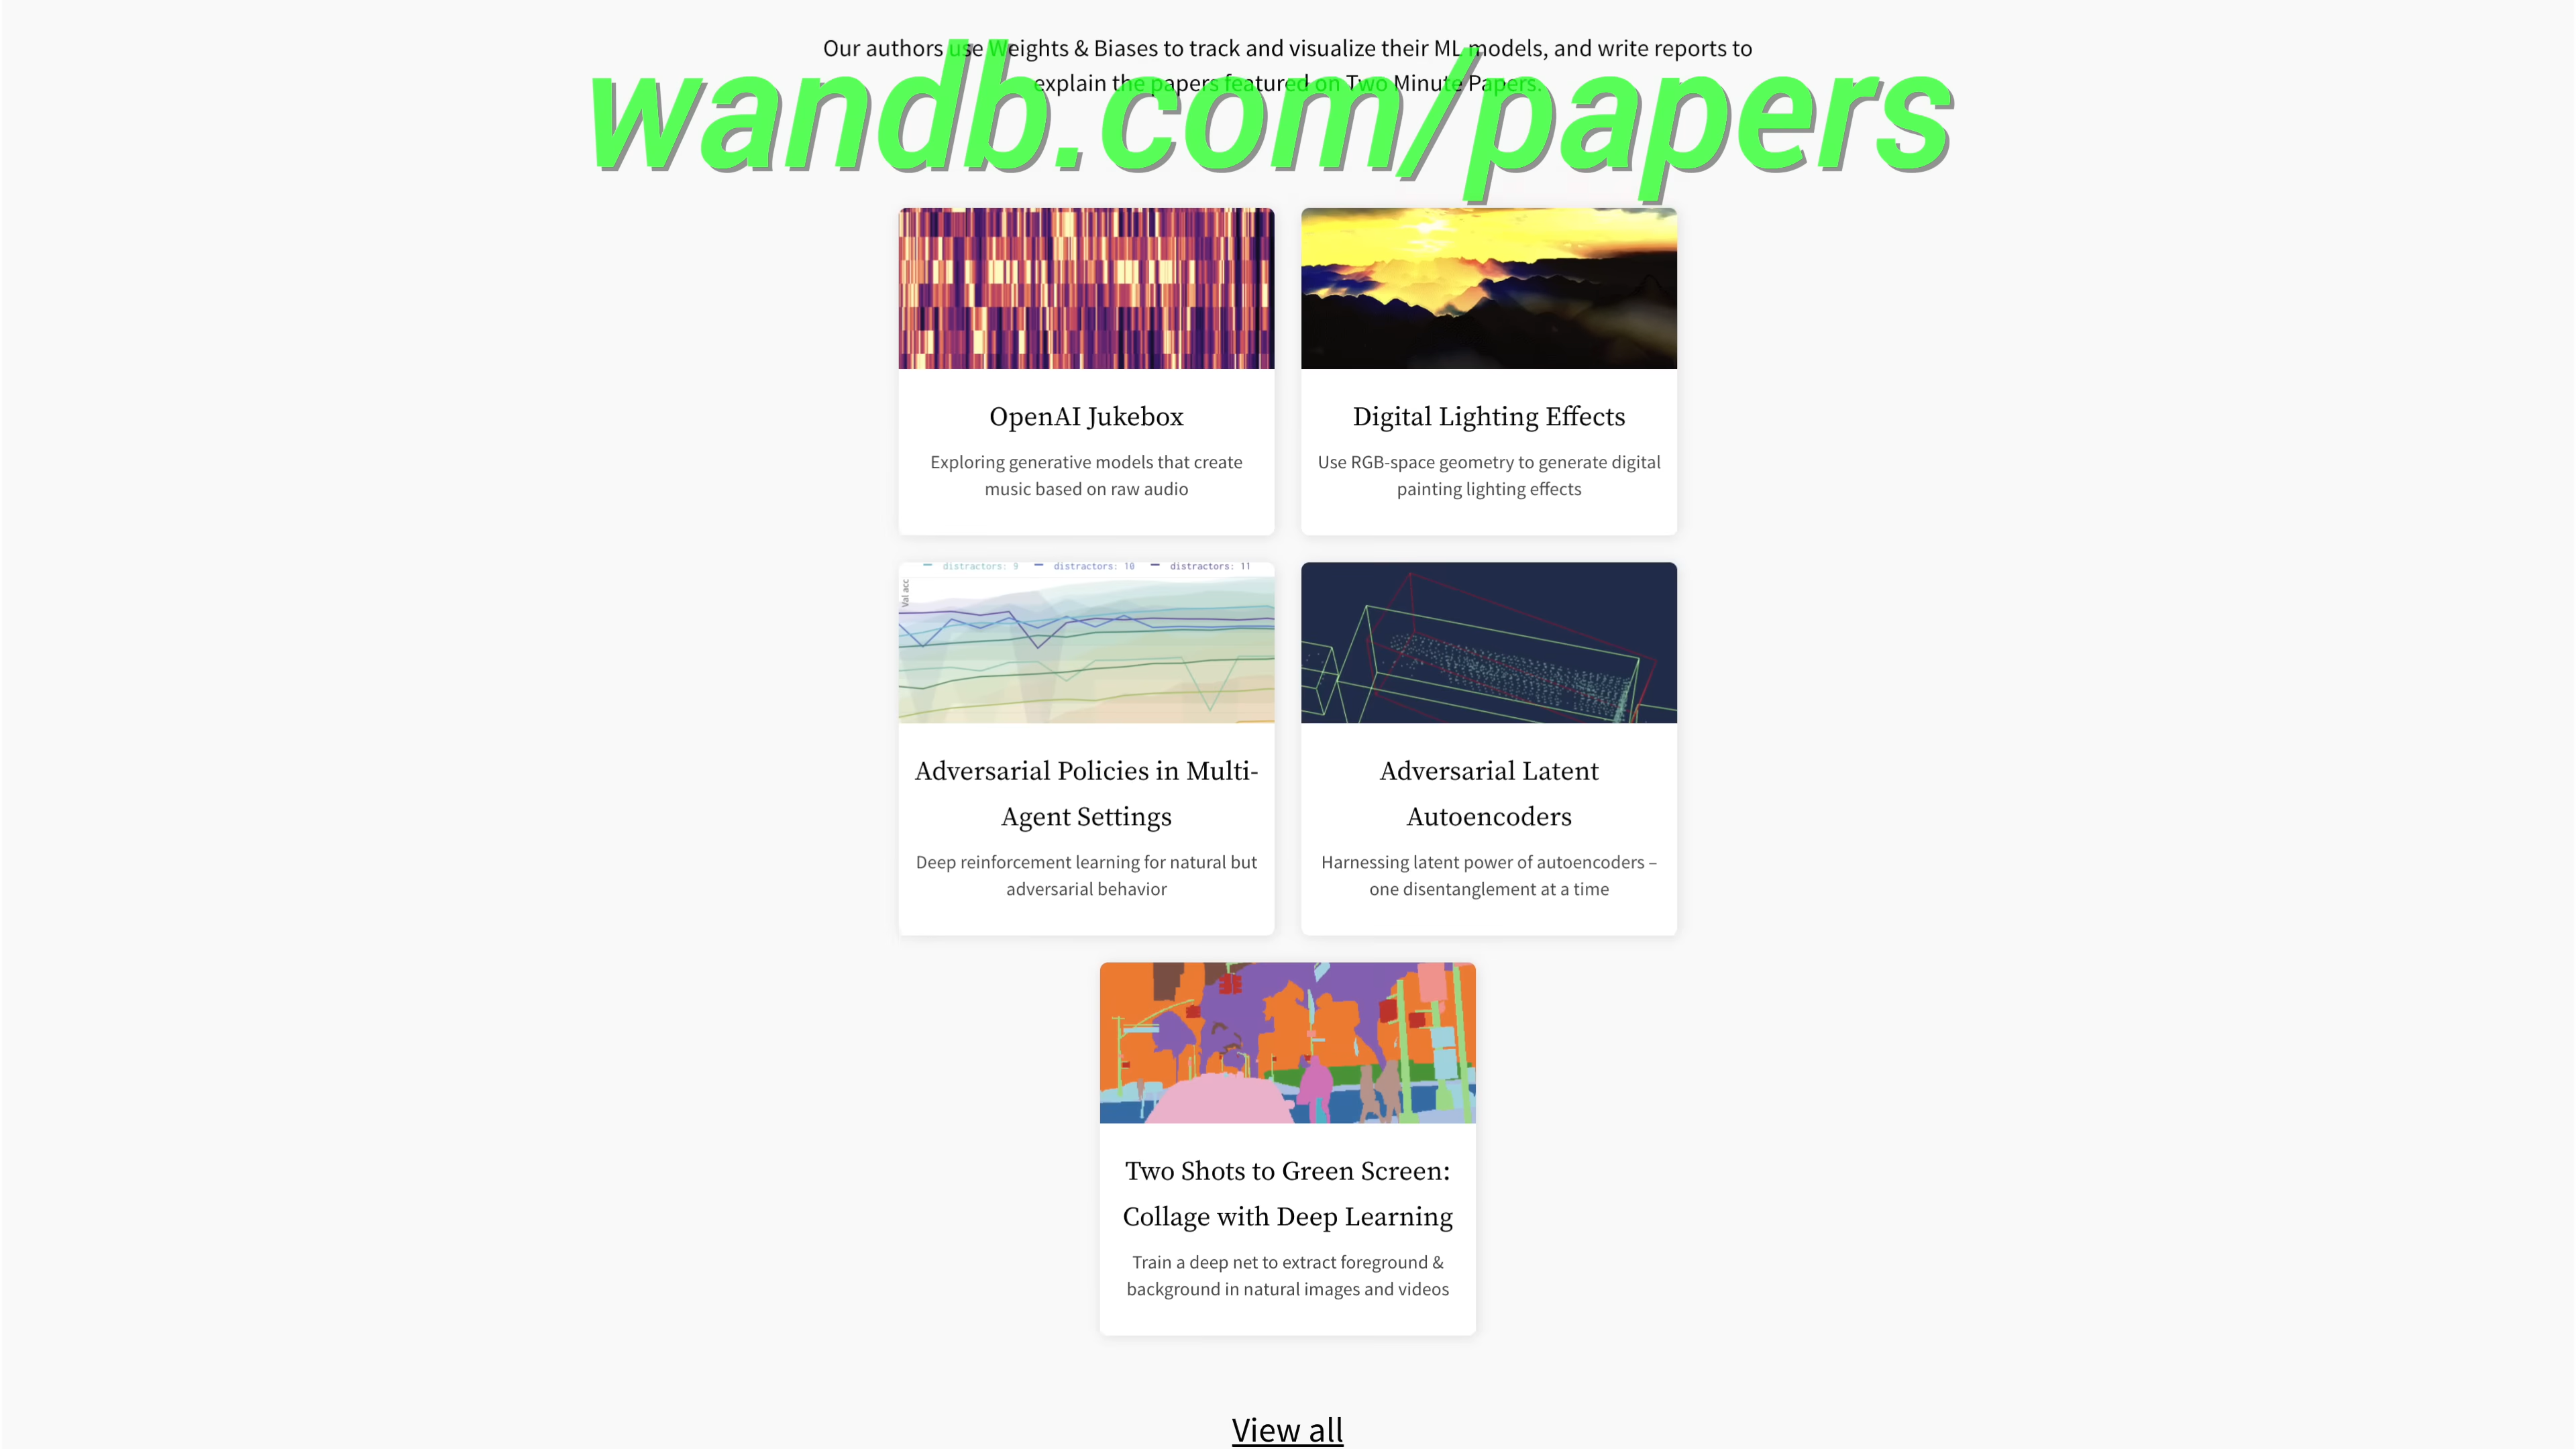 Our authors use Weights & Biases to track and visualize their ML models, and write reports to
explain the papers featured on Two Minute Papers.
wandb.com/papers
OpenAI Jukebox
Exploring generative models that create
music based on raw audio
Digital Lighting Effects
Use RGB-space geometry to generate digital
painting lighting effects
distractors: 9 distractors: 10 distractors: 11
Val acc
Adversarial Policies in Multi-
Agent Settings
Deep reinforcement learning for natural but
adversarial behavior
Adversarial Latent
Autoencoders
Harnessing latent power of autoencoders –
one disentanglement at a time
Two Shots to Green Screen:
Collage with Deep Learning
Train a deep net to extract foreground &
background in natural images and videos
View all